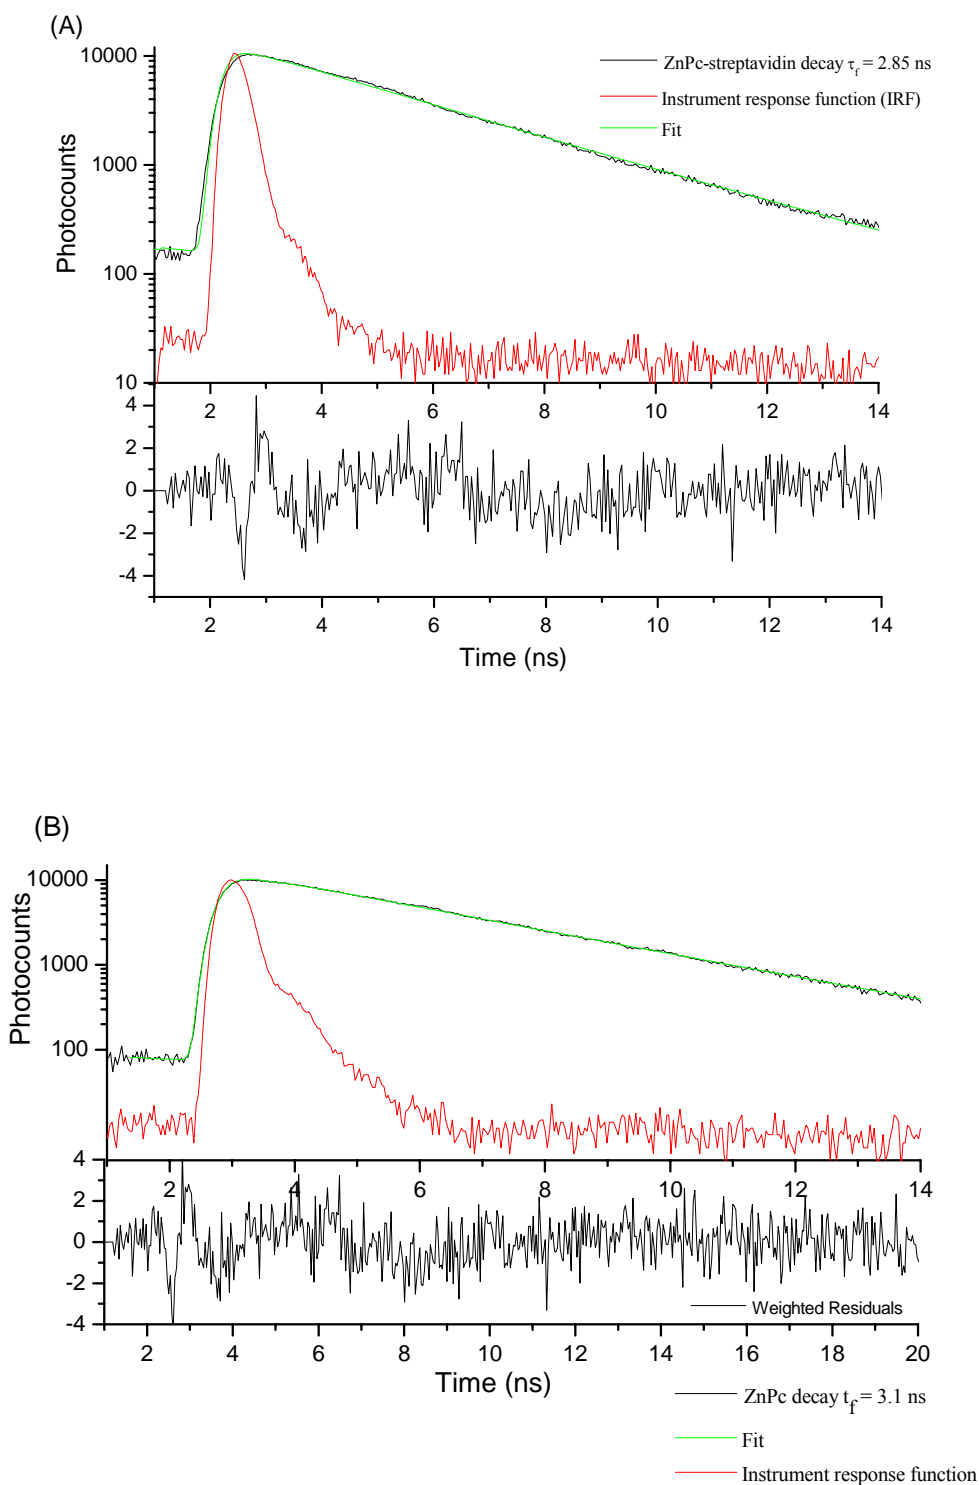 (A)
10000
1000
100
10
Photocounts
ZnPc-streptavidin decay τf = 2.85 ns
Instrument response function (IRF)
Fit
2 4 6 8 10 12 14
4
2
0
-2
-4
2 4 6 8 10 12 14
Time (ns)
(B)
10000
1000
100
Photocounts
2 4 6 8 10 12 14
4
2
0
-2
-4
Weighted Residuals
2 4 6 8 10 12 14 16 18 20
Time (ns)
ZnPc decay tf = 3.1 ns
Fit
Instrument response function